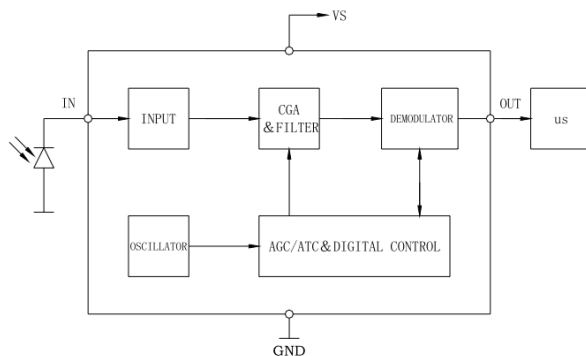 VS
IN
INPUT
CGA
&FILTER
DEMODULATOR
OUT
us
OSCILLATOR
AGC/ATC&DIGITAL CONTROL
GND